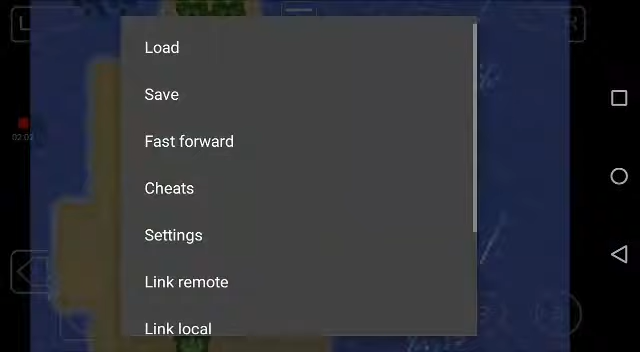 L
R
Load
Save
Fast forward
Cheats
Settings
Link remote
Link local